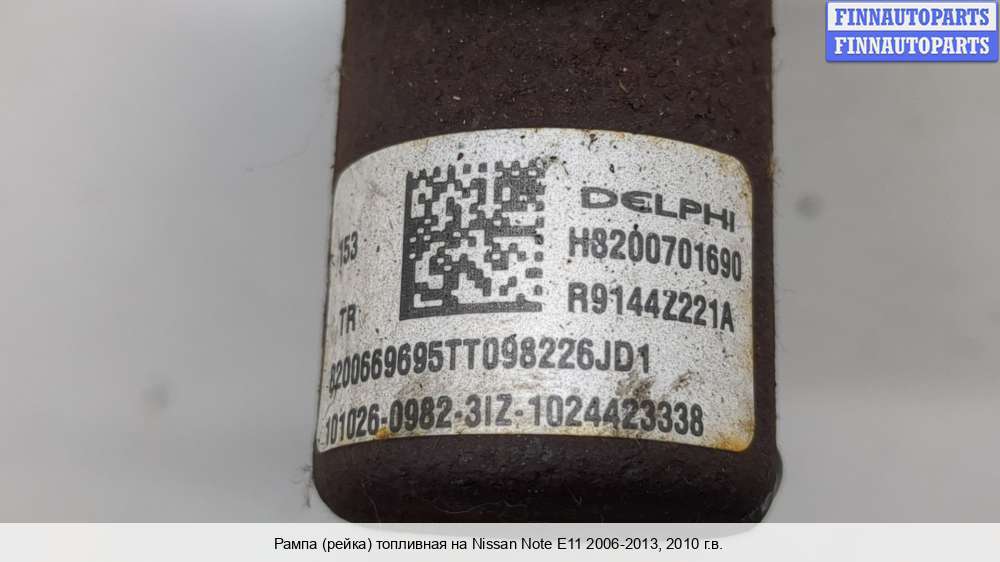 FINNAUTOPARTS
FINNAUTOPARTS
DELPHI
153
H8200701690
R9144Z221A
TR
8200669695TT098226JD1
101026-0982-3IZ-1024423338
Рампа (рейка) топливная на Nissan Note E11 2006-2013, 2010 г.в.